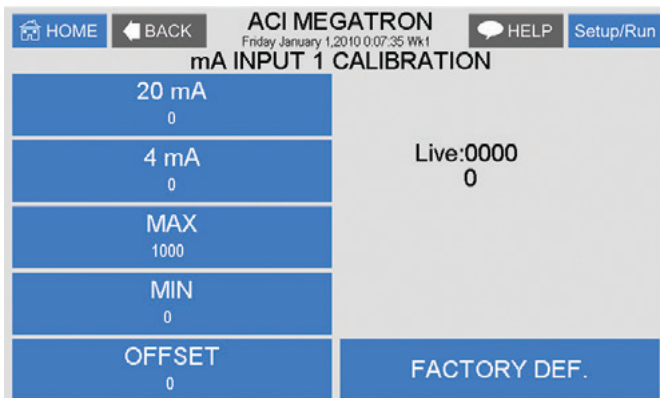 HOME
BACK
ACI MEGATRON
Friday January 1,2010 0:07:35 Wk1
HELP
Setup/Run
mA INPUT 1 CALIBRATION
20 mA
0
4 mA
0
MAX
1000
MIN
0
OFFSET
0
Live:0000
0
FACTORY DEF.